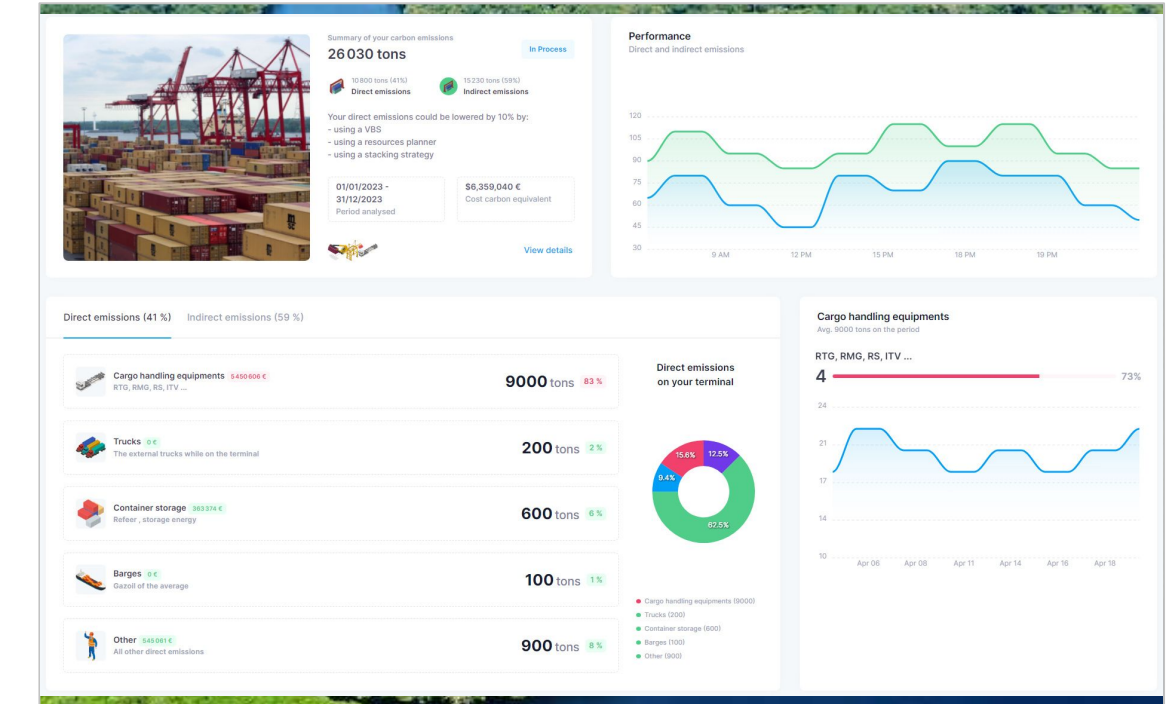 Summary of your carbon emissions
26 030 tons
In Process
10 800 tons (41%)
Direct emissions
15 230 tons (59%)
Indirect emissions
Your direct emissions could be lowered by 10% by:
- using a VBS
- using a resources planner
- using a stacking strategy
01/01/2023 -
31/12/2023
Period analysed
$6,359,040 €
Cost carbon equivalent
View details
Performance
Direct and indirect emissions
120
105
90
75
60
45
30
9 AM
12 PM
15 PM
18 PM
19 PM
Direct emissions (41 %)
Indirect emissions (59 %)
Cargo handling equipments 5 450 606 €
RTG, RMG, RS, ITV ...
9000 tons 83 %
Trucks 0 €
The external trucks while on the terminal
200 tons 2 %
Container storage 363 374 €
Refeer , storage energy
600 tons 6 %
Barges 0 €
Gazoil of the average
100 tons 1 %
Other 545 061 €
All other direct emissions
900 tons 8 %
Direct emissions
on your terminal
15.6%
12.5%
9.4%
62.5%
Cargo handling equipments (9000)
Trucks (200)
Container storage (600)
Barges (100)
Other (900)
Cargo handling equipments
Avg. 9000 tons on the period
RTG, RMG, RS, ITV ...
4
73%
24
21
17
14
10
Apr 06
Apr 08
Apr 11
Apr 14
Apr 16
Apr 18